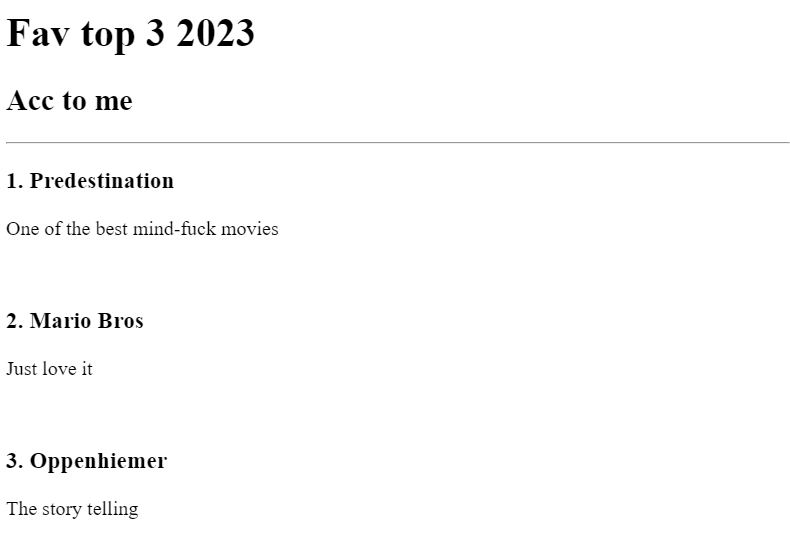 Fav top 3 2023
Acc to me
1. Predestination
One of the best mind-fuck movies
2. Mario Bros
Just love it
3. Oppenhiemer
The story telling